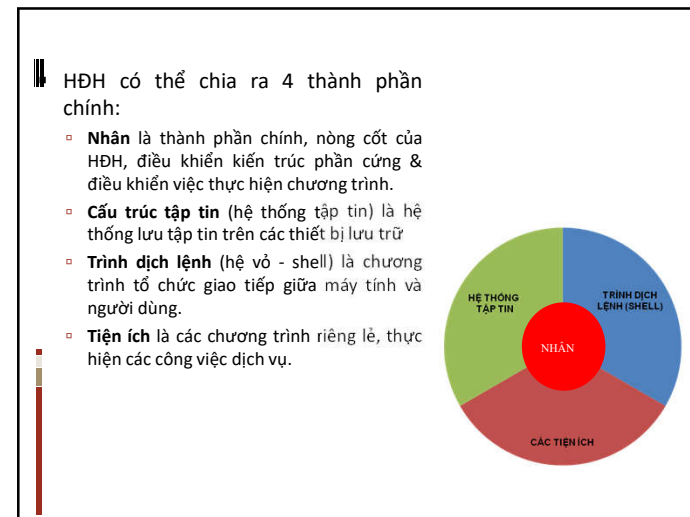 HĐH có thể chia ra 4 thành phần
chính:
Nhân là thành phần chính, nòng cốt của
HĐH, điều khiển kiến trúc phần cứng &
điều khiển việc thực hiện chương trình.
Cấu trúc tập tin (hệ thống tập tin) là hệ
thống lưu tập tin trên các thiết bị lưu trữ
Trình dịch lệnh (hệ vỏ - shell) là chương
trình tổ chức giao tiếp giữa máy tính và
người dùng.
Tiện ích là các chương trình riêng lẻ, thực
hiện các công việc dịch vụ.
HỆ THỐNG
TẬP TIN
TRÌNH DỊCH
LỆNH (SHELL)
NHÂN
CÁC TIỆN ÍCH